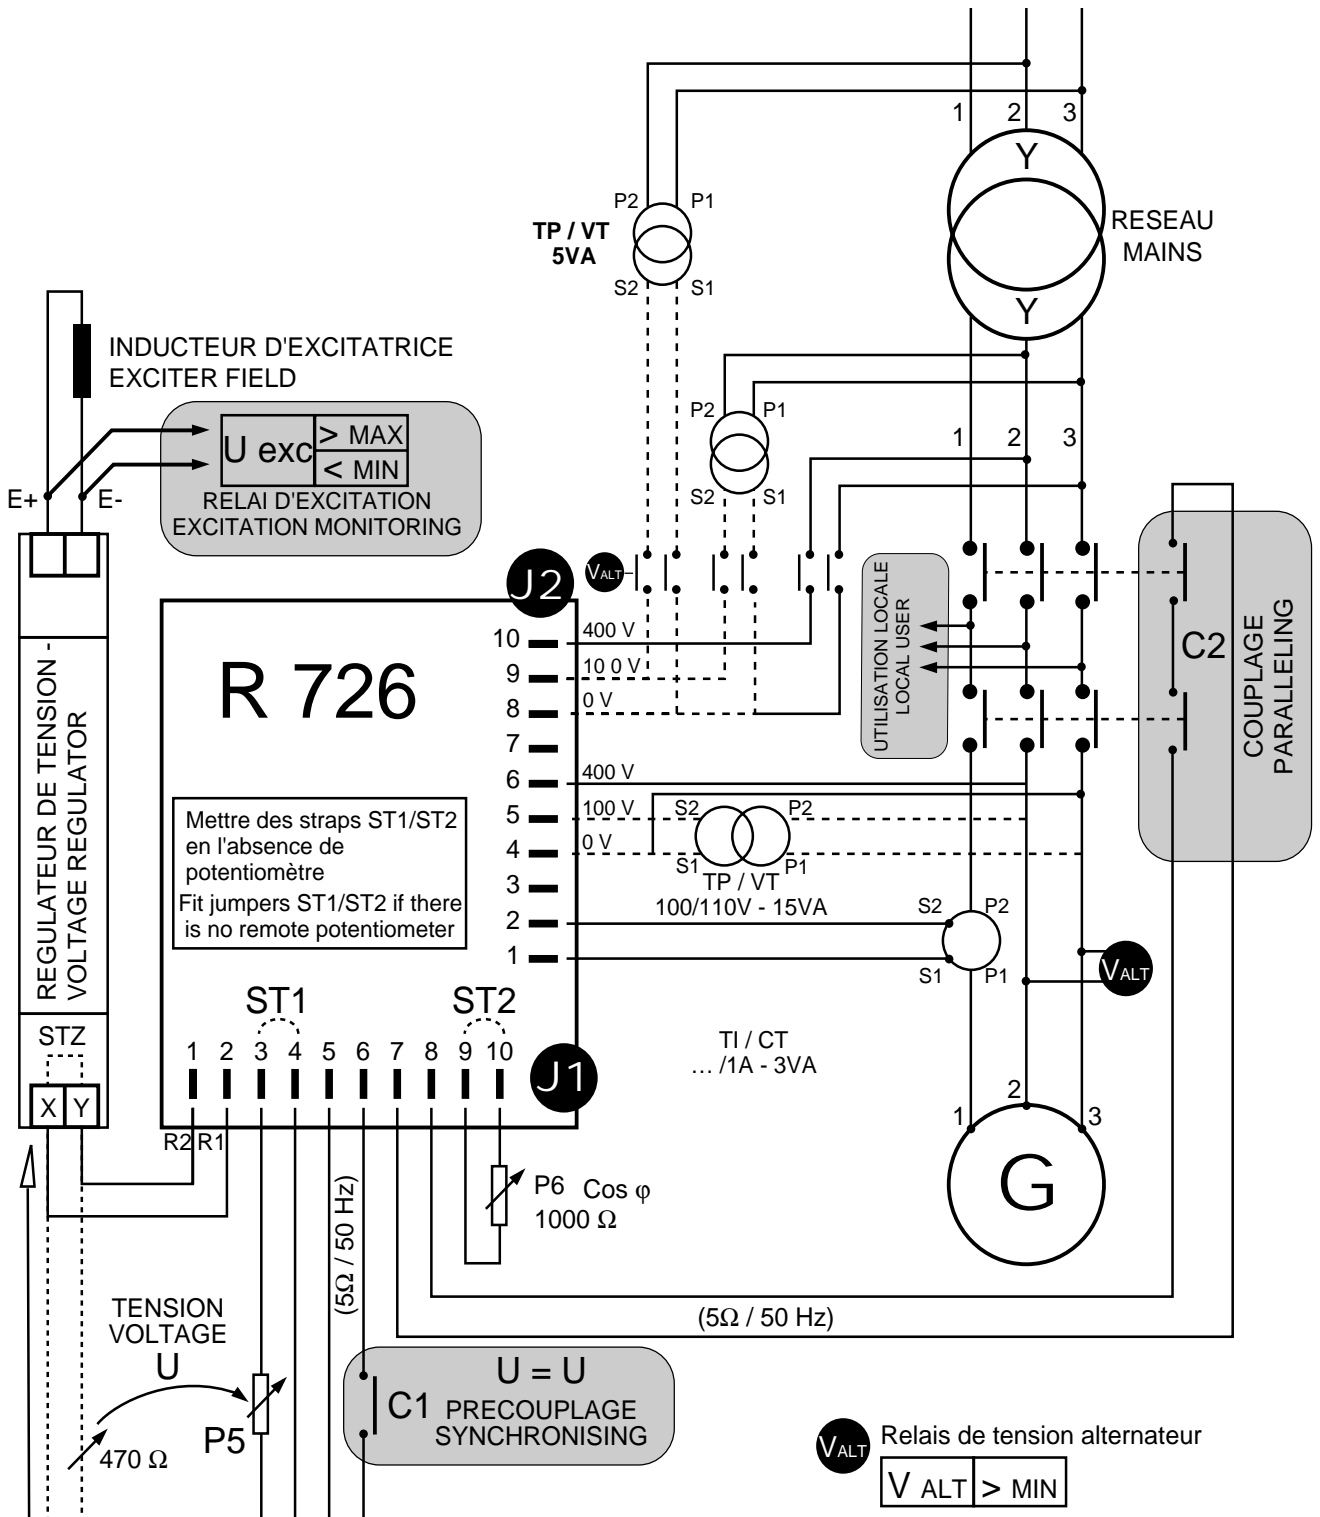 1 2 3
Y
P2 P1
TP / VT
5VA
RESEAU
MAINS
S2 S1
Y
INDUCTEUR D'EXCITATRICE
EXCITER FIELD
P2 P1
U exc > MAX
< MIN
1 2 3
E+ E-
S2 S1
RELAI D'EXCITATION
EXCITATION MONITORING
J2
VALT
UTILISATION LOCALE
LOCAL USER
C2
COUPLAGE
PARALLELING
R 726
10 400 V
9 10 0 V
8 0 V
7
6 400 V
5 100 V S2 P2
4 0 V S1 P1
TP / VT
100/110V - 15VA
3
2 S2 P2
1 S1 P1
VALT
REGULATEUR DE TENSION -
VOLTAGE REGULATOR
Mettre des straps ST1/ST2
en l'absence de
potentiomètre
Fit jumpers ST1/ST2 if there
is no remote potentiometer
ST1 ST2
STZ
1 2 3 4 5 6 7 8 9 10
J1
TI / CT
... /1A - 3VA
X Y
R2 R1
1 2 3
G
P6 Cos φ
1000 Ω
(5Ω / 50 Hz)
(5Ω / 50 Hz)
TENSION
VOLTAGE
U
P5
470 Ω
U = U
C1 PRECOUPLAGE
SYNCHRONISING
VALT Relais de tension alternateur
V ALT > MIN